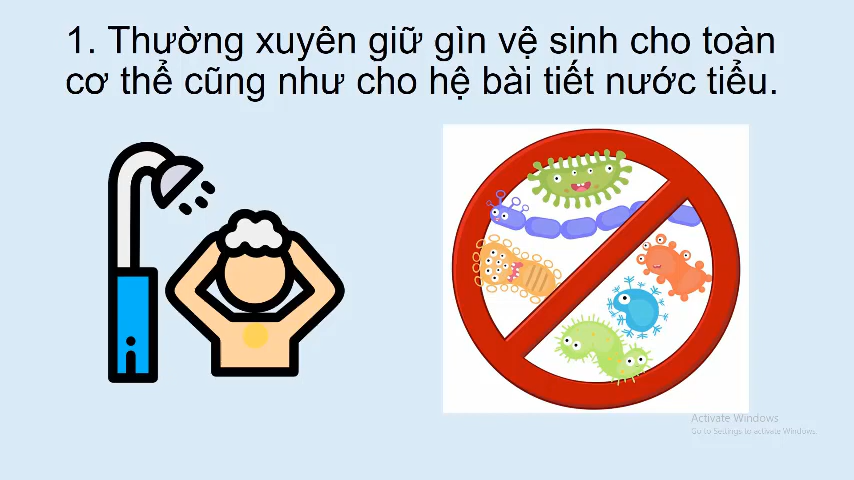 1. Thường xuyên giữ gìn vệ sinh cho toàn
cơ thể cũng như cho hệ bài tiết nước tiểu.
Activate Windows
Go to Settings to activate Windows.